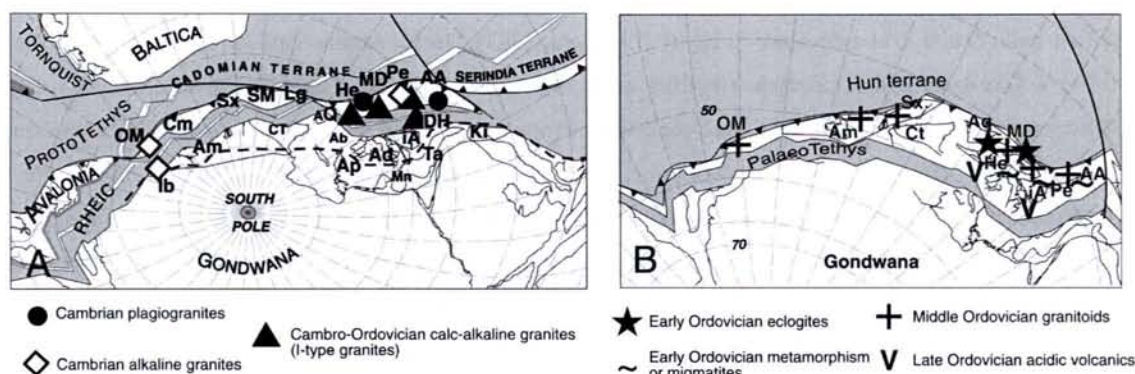 TORNQUIST
BALTICA
CADOMIAN TERRANE
SERINDIA TERRANE
PROTOTETHYS
He MD Pe AA
Sx SM Lg
AQ
OM Cm
DH
Am CT Ab IA KI
Ap Ad Ta
Mn
Ib
AVALONIA
RHEIC
SOUTH
POLE
GONDWANA
A
Cambrian plagiogranites
Cambrian alkaline granites
Cambro-Ordovician calc-alkaline granites
(I-type granites)
Hun terrane
50
OM
Am
Sx
Ct
Aq
MD
PalaeoTethys
He
V
IA Pe AA
V
70
Gondwana
B
Early Ordovician eclogites
Middle Ordovician granitoids
Early Ordovician metamorphism
or migmatites
V Late Ordovician acidic volcanics